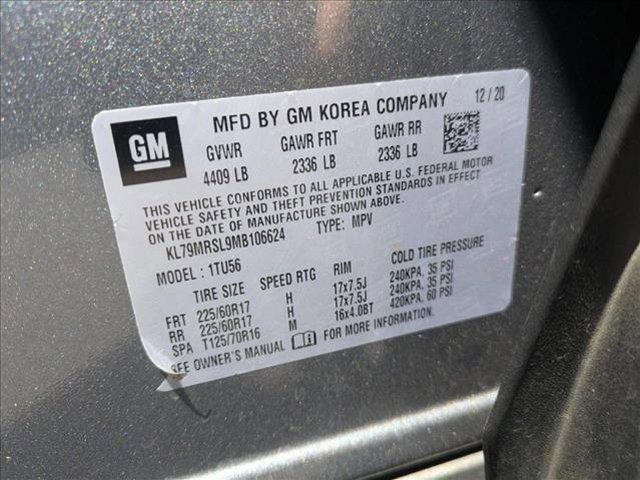 MFD BY GM KOREA COMPANY 12/20
GM
GVWR GAWR FRT GAWR RR
4409 LB 2336 LB 2336 LB
THIS VEHICLE CONFORMS TO ALL APPLICABLE U.S. FEDERAL MOTOR
VEHICLE SAFETY AND THEFT PREVENTION STANDARDS IN EFFECT
ON THE DATE OF MANUFACTURE SHOWN ABOVE.
KL79MRSL9MB106624 TYPE: MPV
MODEL: 1TU56
TIRE SIZE SPEED RTG RIM COLD TIRE PRESSURE
FRT 225/60R17 H 17x7.5J 240KPA, 35 PSI
RR 225/60R17 H 17x7.5J 240KPA, 35 PSI
SPA T125/70R16 M 16x4.0BT 420KPA, 60 PSI
SEE OWNER'S MANUAL FOR MORE INFORMATION.